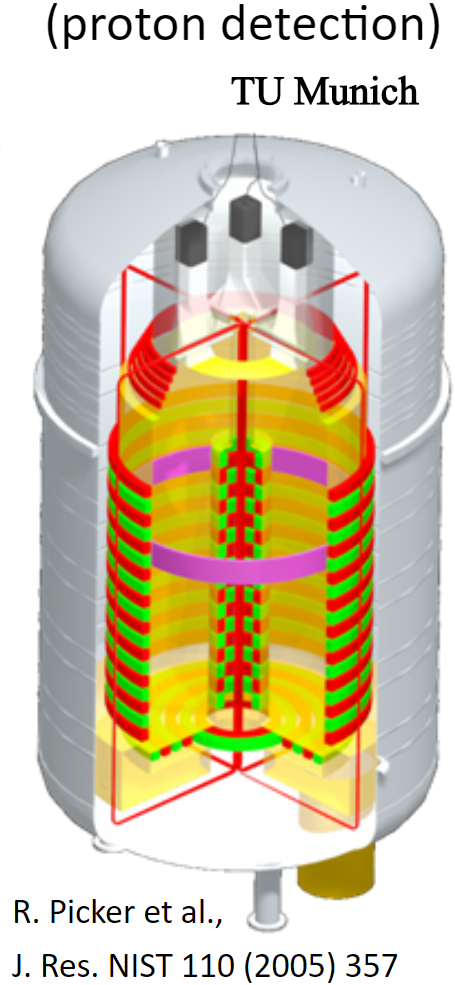 (proton detection)
TU Munich
R. Picker et al.,
J. Res. NIST 110 (2005) 357